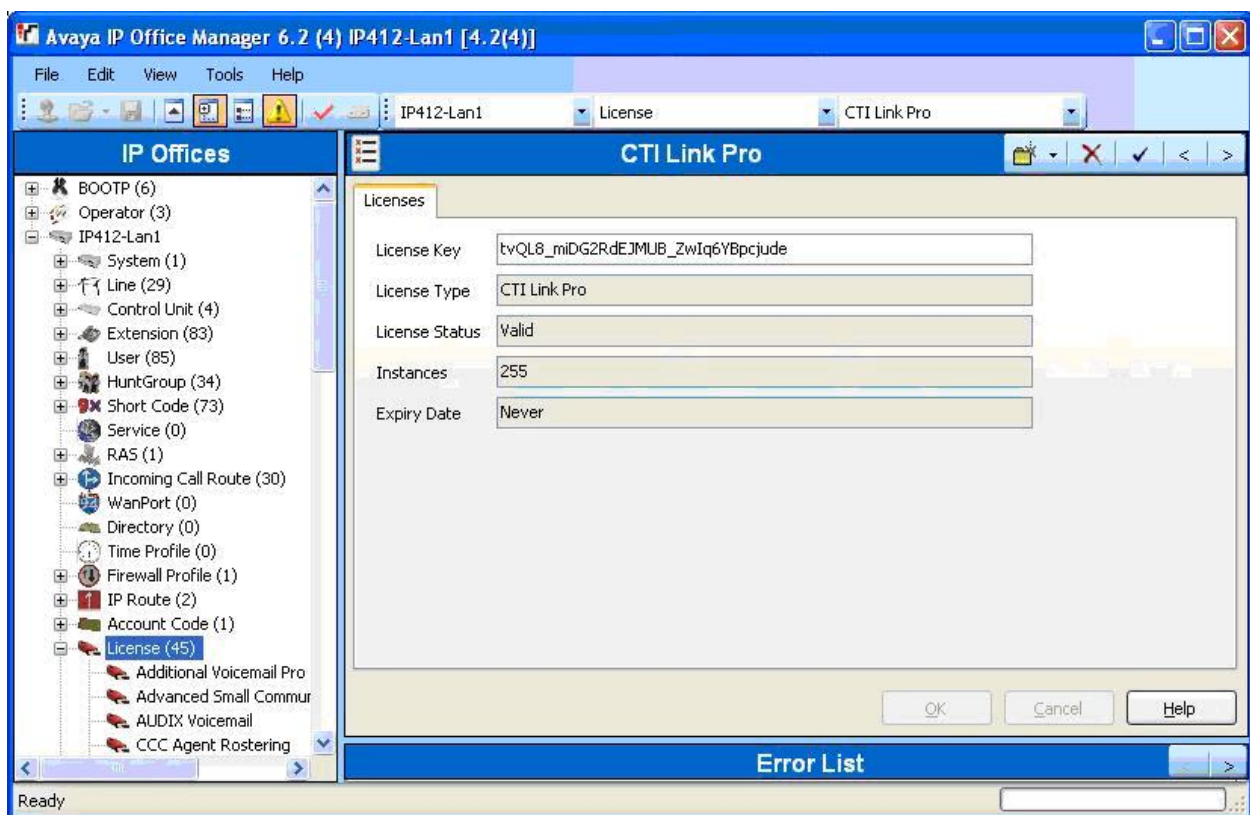 Avaya IP Office Manager 6.2 (4) IP412-Lan1 [4.2(4)]
File Edit View Tools Help
IP412-Lan1 License CTI Link Pro
IP Offices
BOOTP (6)
Operator (3)
IP412-Lan1
System (1)
Line (29)
Control Unit (4)
Extension (83)
User (85)
HuntGroup (34)
Short Code (73)
Service (0)
RAS (1)
Incoming Call Route (30)
WanPort (0)
Directory (0)
Time Profile (0)
Firewall Profile (1)
IP Route (2)
Account Code (1)
License (45)
Additional Voicemail Pro
Advanced Small Commur
AUDIX Voicemail
CCC Agent Rostering
CTI Link Pro
Licenses
License Key tvQL8_miDG2RdEJMUB_ZwIq6YBpcjude
License Type CTI Link Pro
License Status Valid
Instances 255
Expiry Date Never
OK Cancel Help
Error List
Ready